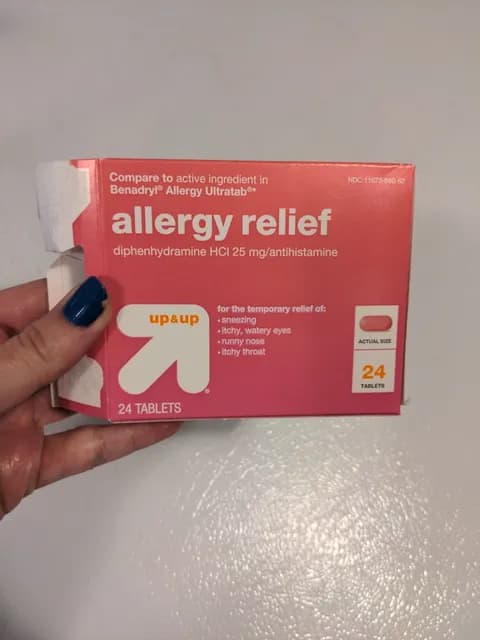 Compare to active ingredient in
Benadryl® Allergy Ultratab®*
allergy relief
diphenhydramine HCl 25 mg/antihistamine
up&up
for the temporary relief of:
• sneezing
• itchy, watery eyes
• runny nose
• itchy throat
ACTUAL SIZE
24
TABLETS
24 TABLETS
NDC